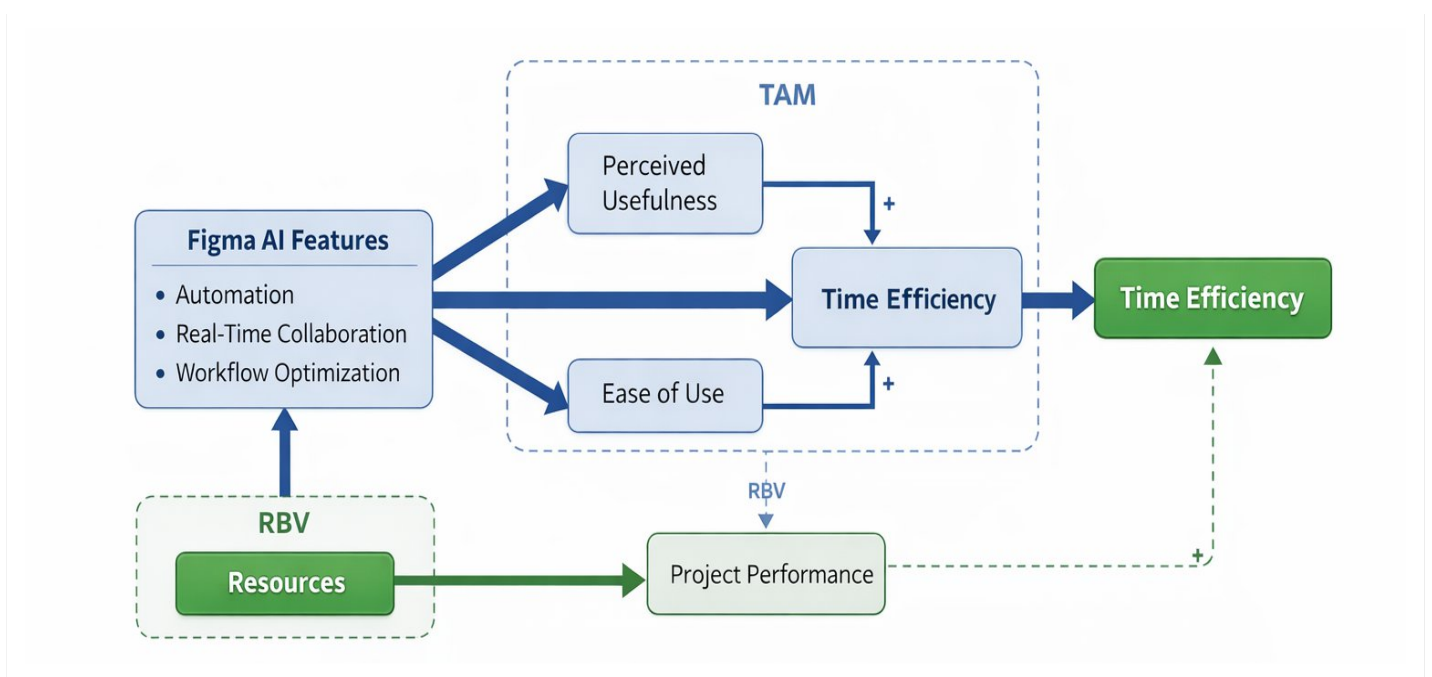 TAM
Perceived
Usefulness
+
Figma AI Features
• Automation
• Real-Time Collaboration
• Workflow Optimization
Time Efficiency
Time Efficiency
Ease of Use
+
RBV
RBV
Resources
Project Performance
+